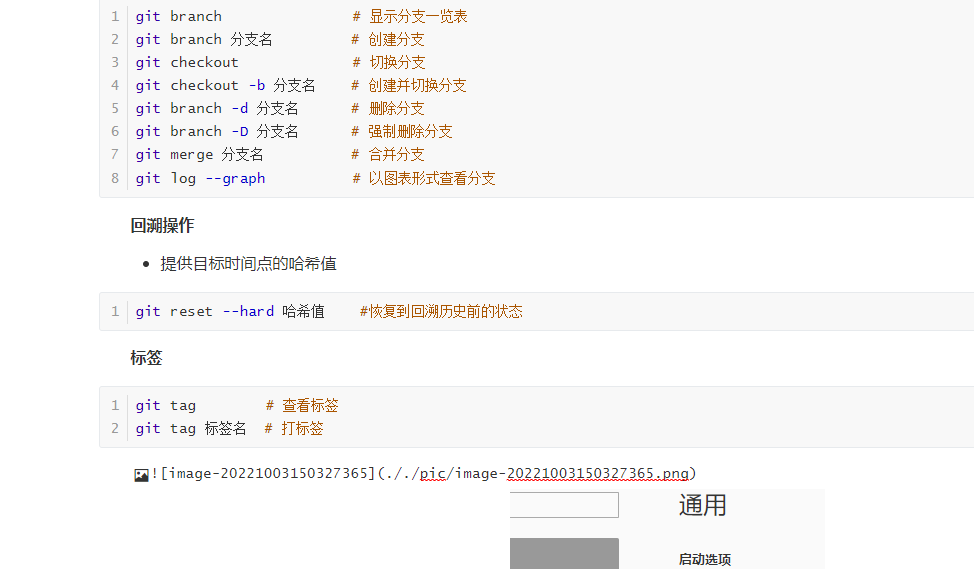 1 git branch # 显示分支一览表
2 git branch 分支名 # 创建分支
3 git checkout # 切换分支
4 git checkout -b 分支名 # 创建并切换分支
5 git branch -d 分支名 # 删除分支
6 git branch -D 分支名 # 强制删除分支
7 git merge 分支名 # 合并分支
8 git log --graph # 以图表形式查看分支
回溯操作
• 提供目标时间点的哈希值
1 git reset --hard 哈希值 #恢复到回溯历史前的状态
标签
1 git tag # 查看标签
2 git tag 标签名 # 打标签
![image-20221003150327365](././pic/image-20221003150327365.png)
通用
启动选项